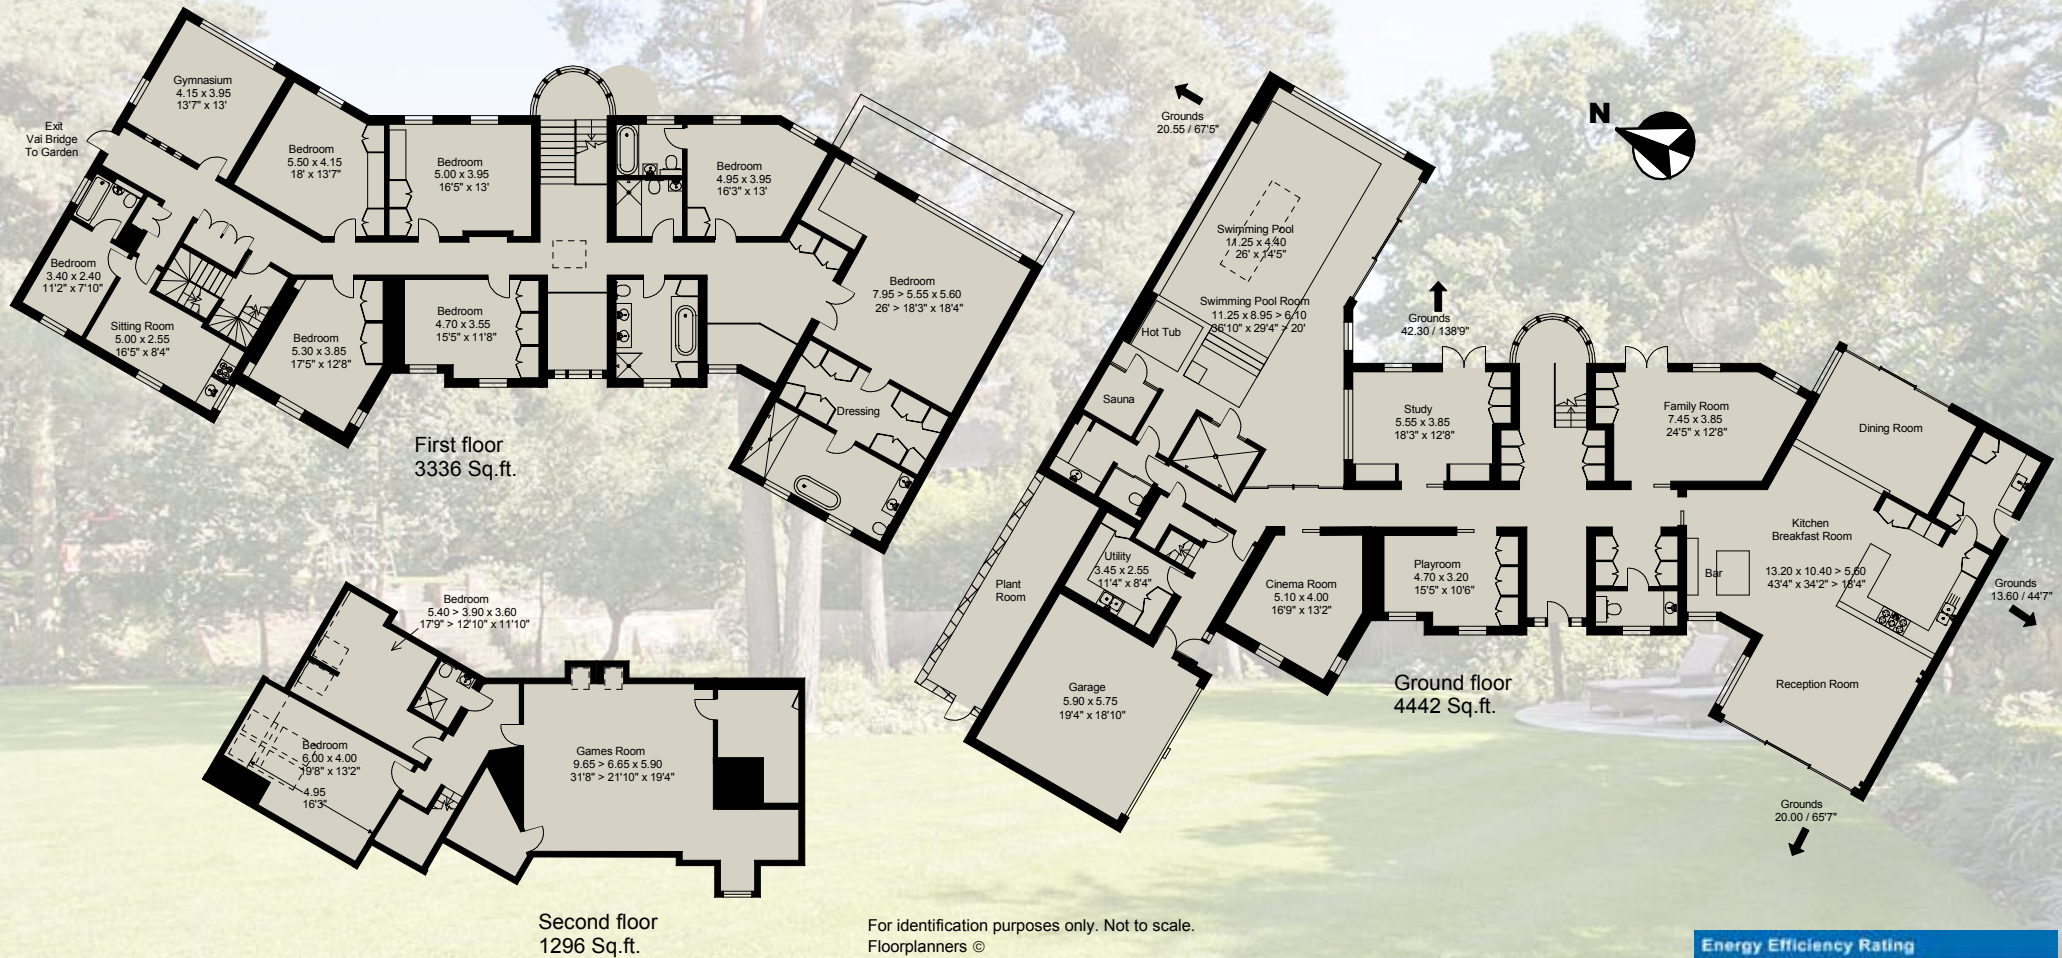 Gymnasium
4.15 x 3.95
13'7" x 13'
Exit
Vai Bridge
To Garden
Bedroom
5.50 x 4.15
18' x 13'7"
Bedroom
5.00 x 3.95
16'5" x 13'
Bedroom
4.95 x 3.95
16'3" x 13'
Bedroom
7.95 > 5.55 x 5.60
26' > 18'3" x 18'4"
Bedroom
3.40 x 2.40
11'2" x 7'10"
Sitting Room
5.00 x 2.55
16'5" x 8'4"
Bedroom
5.30 x 3.85
17'5" x 12'8"
Bedroom
4.70 x 3.55
15'5" x 11'8"
Dressing
First floor
3336 Sq.ft.
Bedroom
5.40 > 3.90 x 3.60
17'9" > 12'10" x 11'10"
Bedroom
6.00 x 4.00
19'8" x 13'2"
4.95
16'3"
Games Room
9.65 > 6.65 x 5.90
31'8" > 21'10" x 19'4"
Second floor
1296 Sq.ft.
Grounds
20.55 / 67'5"
N
Swimming Pool
11.25 x 4.40
26' x 14'5"
Swimming Pool Room
11.25 x 8.95 > 6.10
36'10" x 29'4" > 20'
Hot Tub
Sauna
Grounds
42.30 / 138'9"
Study
5.55 x 3.85
18'3" x 12'8"
Family Room
7.45 x 3.85
24'5" x 12'8"
Dining Room
Kitchen
Breakfast Room
13.20 x 10.40 > 5.60
43'4" x 34'2" > 18'4"
Bar
Utility
3.45 x 2.55
11'4" x 8'4"
Plant
Room
Cinema Room
5.10 x 4.00
16'9" x 13'2"
Playroom
4.70 x 3.20
15'5" x 10'6"
Grounds
13.60 / 44'7"
Garage
5.90 x 5.75
19'4" x 18'10"
Reception Room
Ground floor
4442 Sq.ft.
Grounds
20.00 / 65'7"
For identification purposes only. Not to scale.
Floorplanners ©
Energy Efficiency Rating